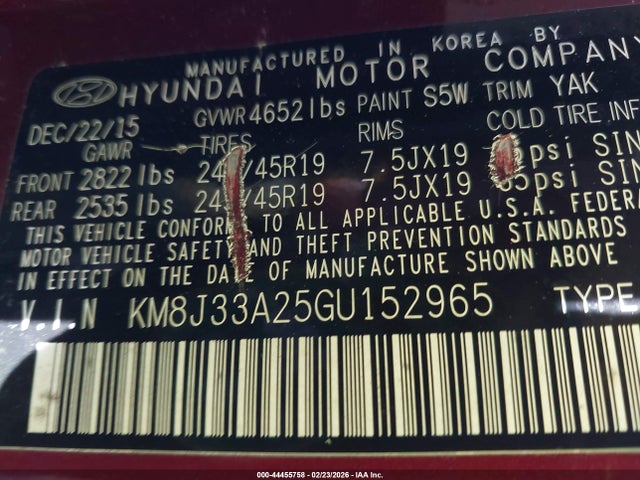 MANUFACTURED IN KOREA BY
HYUNDAI MOTOR COMPANY
DEC/22/15 GVWR 4652 lbs PAINT S5W TRIM YAK
GAWR TIRES RIMS COLD TIRE INF
FRONT 2822 lbs /45R19 7.5JX19 psi SIN
REAR 2535 lbs /45R19 7.5JX19 psi SIN
THIS VEHICLE CONFORMS TO ALL APPLICABLE U.S.A. FEDERA
MOTOR VEHICLE SAFETY AND THEFT PREVENTION STANDARDS
IN EFFECT ON THE DATE OF MANUFACTURE SHOWN ABOVE
V.I.N KM8J33A25GU152965 TYPE
000-44455758 - 02/23/2026 - IAA Inc.